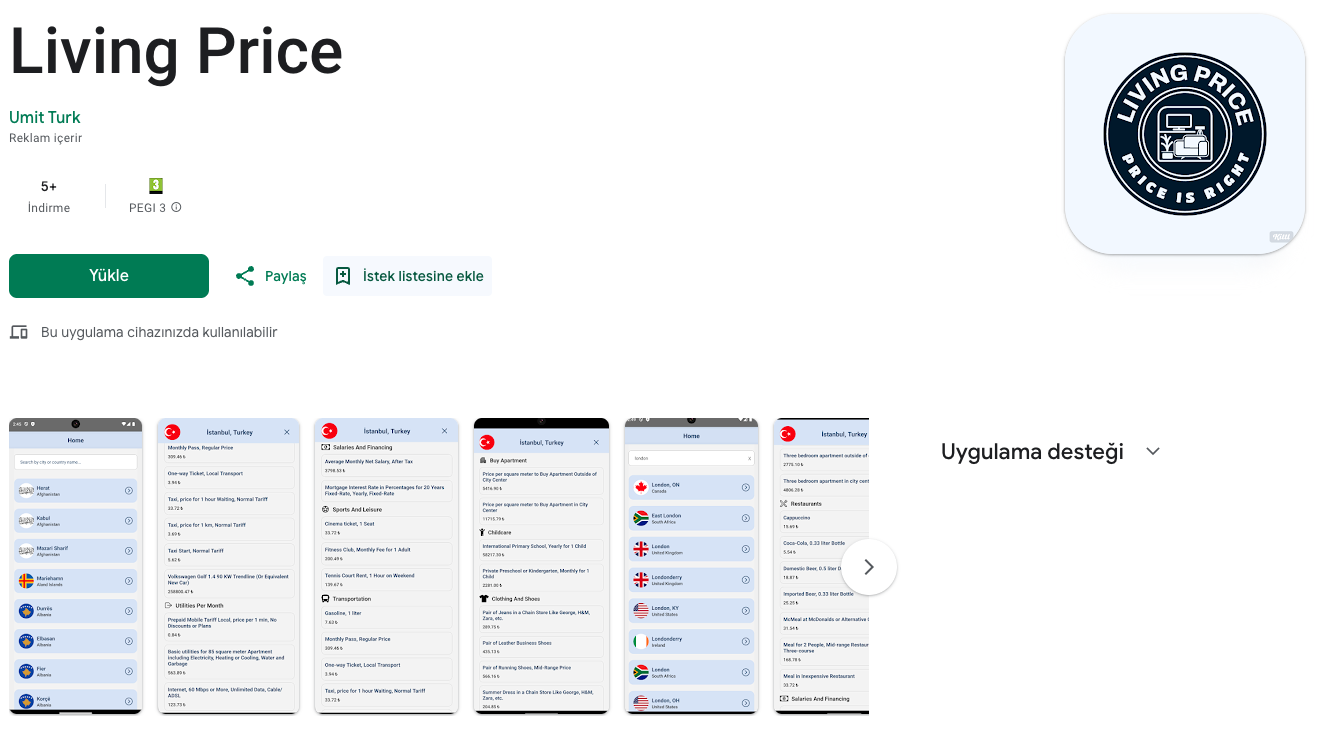 Living Price
Umit Turk
Reklam içerir
5+
İndirme
3
PEGI 3
Yükle
Paylaş
İstek listesine ekle
Bu uygulama cihazınızda kullanılabilir
LIVING PRICE
PRICE IS RIGHT
Uygulama desteği
2:45
Home
Search by city or country name...
Herat
Afghanistan
Kabul
Afghanistan
Mazari Sharif
Afghanistan
Mariehamn
Aland Islands
Durrës
Albania
Elbasan
Albania
Fier
Albania
Korçë
İstanbul, Turkey
Monthly Pass, Regular Price
309.46 ₺
One-way Ticket, Local Transport
3.94 ₺
Taxi, price for 1 hour Waiting, Normal Tariff
33.72 ₺
Taxi, price for 1 km, Normal Tariff
3.69 ₺
Taxi Start, Normal Tariff
5.62 ₺
Volkswagen Golf 1.4 90 KW Trendline (Or Equivalent
New Car)
258800.47 ₺
Utilities Per Month
Prepaid Mobile Tariff Local, price per 1 min, No
Discounts or Plans
0.84 ₺
Basic utilities for 85 square meter Apartment
including Electricity, Heating or Cooling, Water and
Garbage
563.89 ₺
Internet, 60 Mbps or More, Unlimited Data, Cable/
ADSL
123.73 ₺
İstanbul, Turkey
Salaries And Financing
Average Monthly Net Salary, After Tax
3798.53 ₺
Mortgage Interest Rate in Percentages for 20 Years
Fixed-Rate, Yearly, Fixed-Rate
Sports And Leisure
Cinema ticket, 1 Seat
33.72 ₺
Fitness Club, Monthly Fee for 1 Adult
200.49 ₺
Tennis Court Rent, 1 Hour on Weekend
139.67 ₺
Transportation
Gasoline, 1 liter
7.63 ₺
Monthly Pass, Regular Price
309.46 ₺
One-way Ticket, Local Transport
3.94 ₺
Taxi, price for 1 hour Waiting, Normal Tariff
İstanbul, Turkey
Buy Apartment
Price per square meter to Buy Apartment Outside of
City Center
5416.90 ₺
Price per square meter to Buy Apartment in City
Center
11715.79 ₺
Childcare
International Primary School, Yearly for 1 Child
58217.30 ₺
Private Preschool or Kindergarten, Monthly for 1
Child
2281.00 ₺
Clothing And Shoes
Pair of Jeans in a Chain Store Like George, H&M,
Zara, etc.
289.75 ₺
Pair of Leather Business Shoes
425.13 ₺
Pair of Running Shoes, Mid-Range Price
566.16 ₺
Summer Dress in a Chain Store Like George, H&M,
Zara, etc.
204.85 ₺
Home
london
x
London, ON
Canada
East London
South Africa
London
United Kingdom
Londonderry
United Kingdom
London, KY
United States
Londonderry
Ireland
London
South Africa
London, OH
United States
İstanbul, Turkey
Three bedroom apartment outside of
2775.10 ₺
Three bedroom apartment in city cent
4806.28 ₺
Restaurants
Cappuccino
15.69 ₺
Coca-Cola, 0.33 liter Bottle
5.54 ₺
Domestic Beer, 0.5 liter D
18.87 ₺
Imported Beer, 0.33 liter Bottle
25.25 ₺
McMeal at McDonalds or Alternative C
31.54 ₺
Meal for 2 People, Mid-range Restaur
Three-course
168.78 ₺
Meal in Inexpensive Restaurant
33.72 ₺
Salaries And Financing